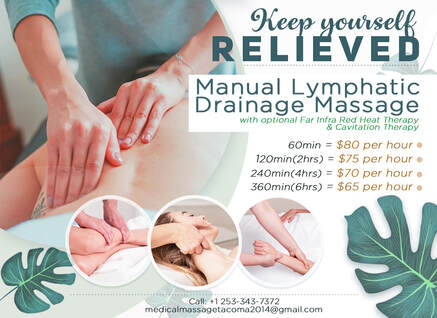 Keep yourself
RELIEVED
Manual Lymphatic
Drainage Massage
with optional Far Infra Red Heat Therapy
& Cavitation Therapy
60min = $80 per hour
120min(2hrs) = $75 per hour
240min(4hrs) = $70 per hour
360min(6hrs) = $65 per hour
Call: +1 253-343-7372
medicalmassagetacoma2014@gmail.com